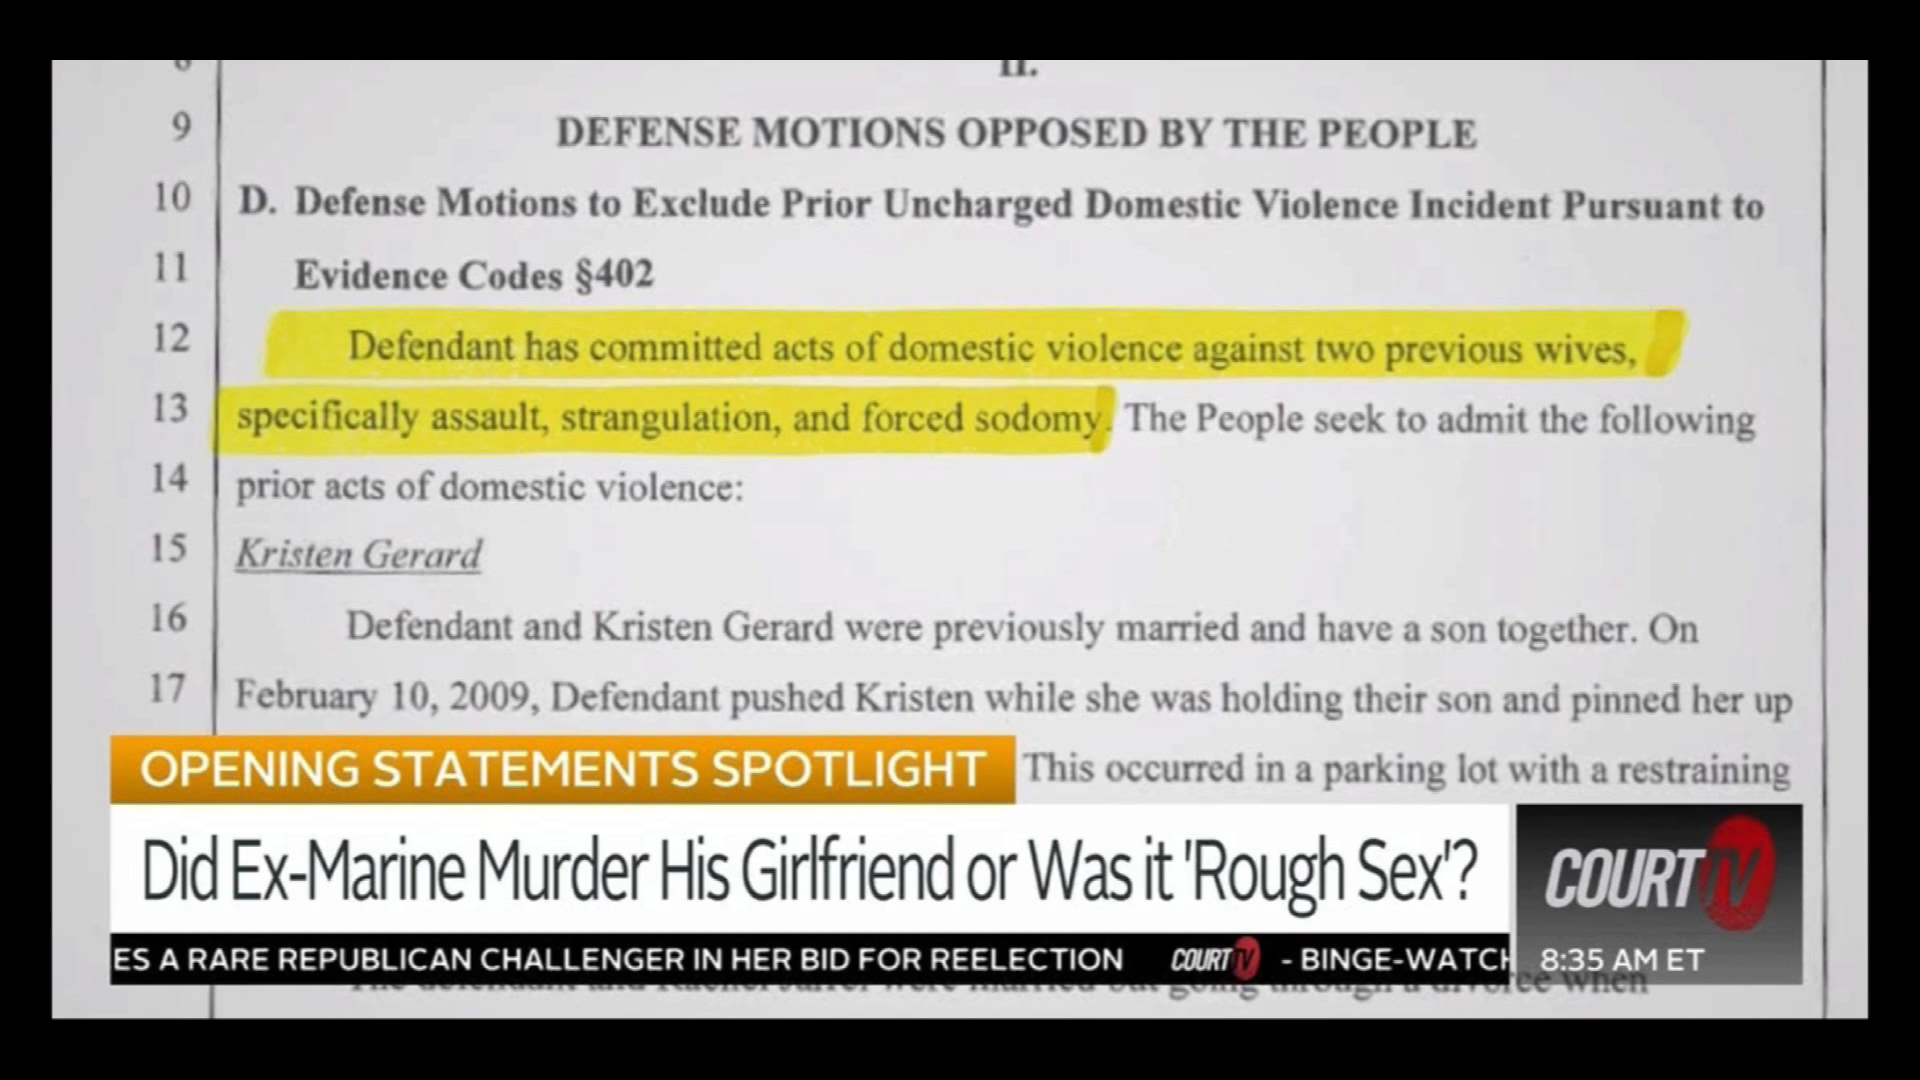 II.
9 DEFENSE MOTIONS OPPOSED BY THE PEOPLE
10 D. Defense Motions to Exclude Prior Uncharged Domestic Violence Incident Pursuant to
11 Evidence Codes §402
12 Defendant has committed acts of domestic violence against two previous wives,
13 specifically assault, strangulation, and forced sodomy. The People seek to admit the following
14 prior acts of domestic violence:
15 Kristen Gerard
16 Defendant and Kristen Gerard were previously married and have a son together. On
17 February 10, 2009, Defendant pushed Kristen while she was holding their son and pinned her up
OPENING STATEMENTS SPOTLIGHT
This occurred in a parking lot with a restraining
Did Ex-Marine Murder His Girlfriend or Was it 'Rough Sex'?
COURT TV
ES A RARE REPUBLICAN CHALLENGER IN HER BID FOR REELECTION COURT TV - BINGE-WATCH
8:35 AM ET